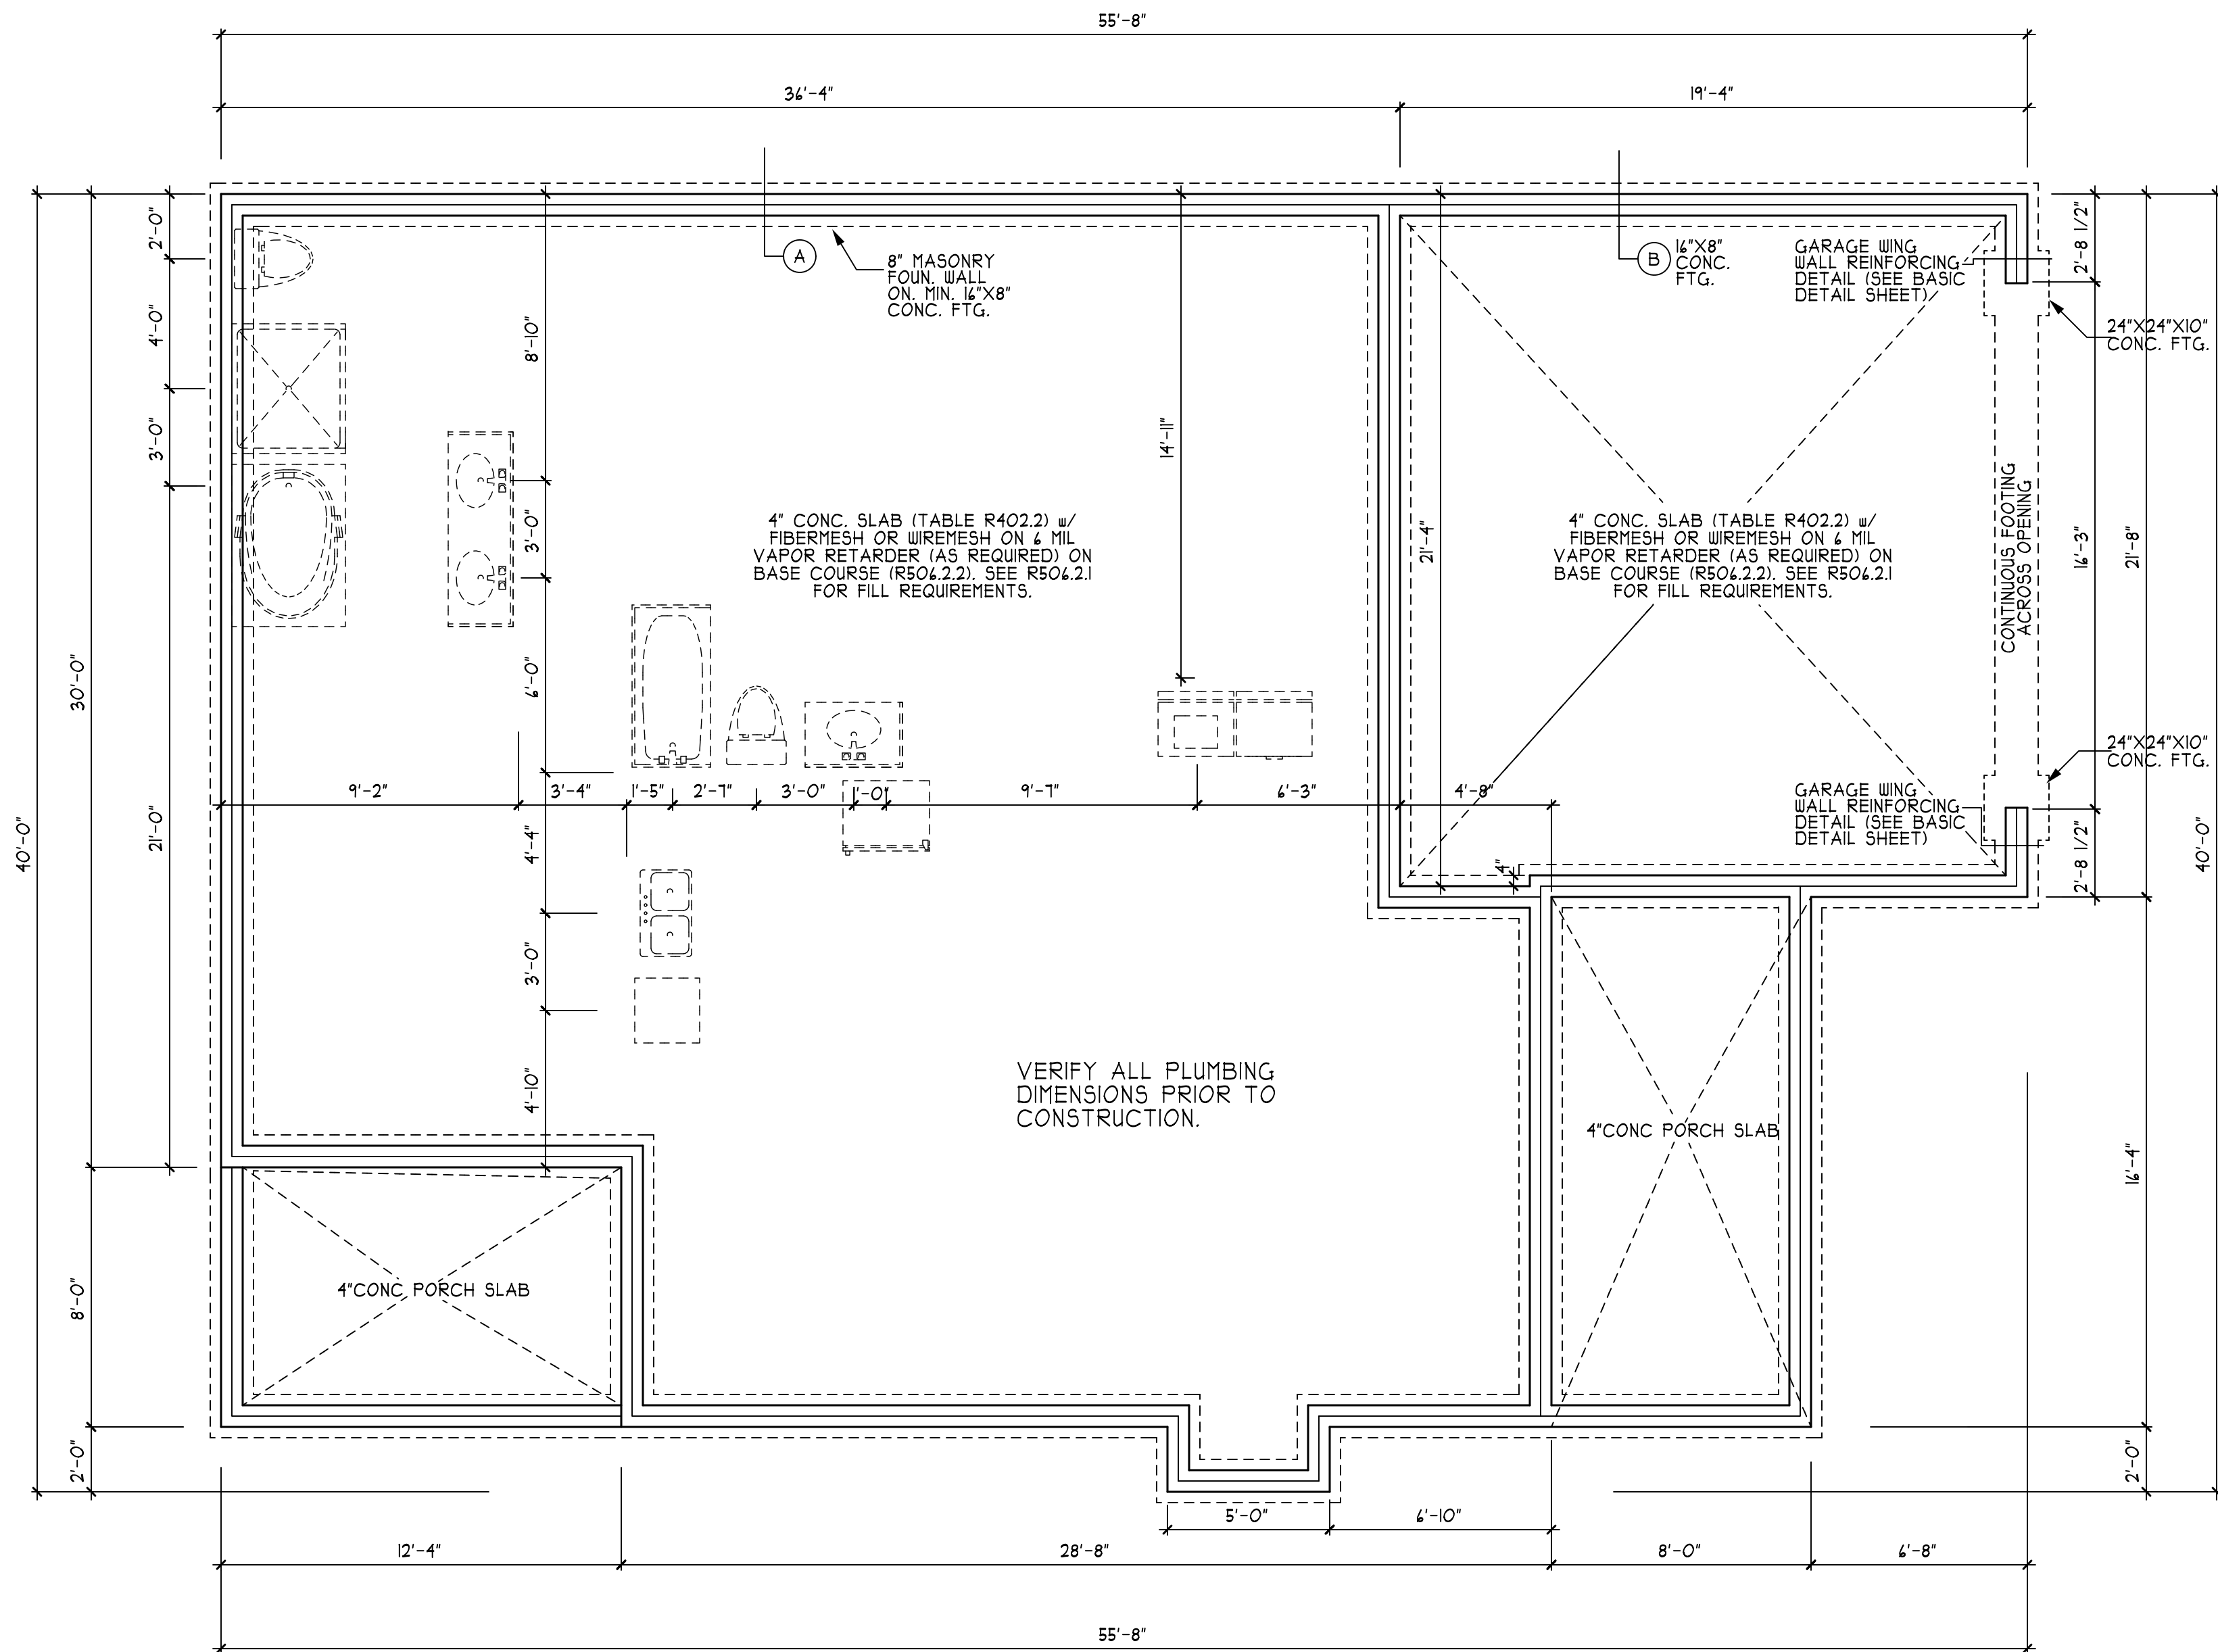 55'-8"
36'-4"
19'-4"
2'-0"
4'-0"
3'-0"
30'-0"
40'-0"
21'-0"
8'-0"
2'-0"
8'-10"
3'-0"
6'-0"
4'-4"
3'-0"
4'-10"
A
8" MASONRY
FOUN. WALL
ON. MIN. 16"X8"
CONC. FTG.
14'-11"
21'-4"
B
16"X8"
CONC.
FTG.
GARAGE WING
WALL REINFORCING
DETAIL (SEE BASIC
DETAIL SHEET)
2'-8 1/2"
24"X24"X10"
CONC. FTG.
4" CONC. SLAB (TABLE R402.2) w/
FIBERMESH OR WIREMESH ON 6 MIL
VAPOR RETARDER (AS REQUIRED) ON
BASE COURSE (R506.2.2). SEE R506.2.1
FOR FILL REQUIREMENTS.
4" CONC. SLAB (TABLE R402.2) w/
FIBERMESH OR WIREMESH ON 6 MIL
VAPOR RETARDER (AS REQUIRED) ON
BASE COURSE (R506.2.2). SEE R506.2.1
FOR FILL REQUIREMENTS.
CONTINUOUS FOOTING
ACROSS OPENING
16'-3"
21'-8"
24"X24"X10"
CONC. FTG.
9'-2"
3'-4"
1'-5"
2'-7"
3'-0"
1'-0"
9'-7"
6'-3"
4'-8"
GARAGE WING
WALL REINFORCING
DETAIL (SEE BASIC
DETAIL SHEET)
4"
2'-8 1/2"
40'-0"
VERIFY ALL PLUMBING
DIMENSIONS PRIOR TO
CONSTRUCTION.
4"CONC PORCH SLAB
16'-4"
4"CONC PORCH SLAB
2'-0"
5'-0"
6'-10"
12'-4"
28'-8"
8'-0"
6'-8"
55'-8"